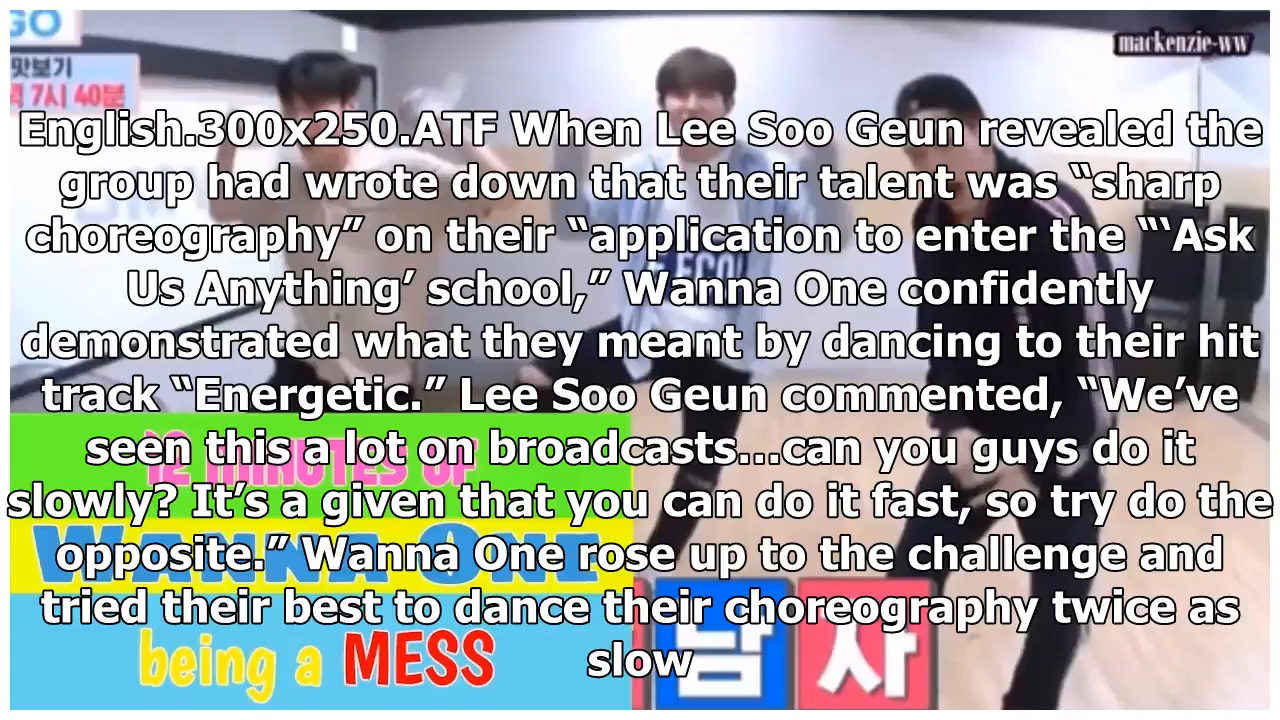 GO
mackenzie-ww
맛보기
7시 40분
English.300x250.ATF When Lee Soo Geun revealed the
group had wrote down that their talent was “sharp
choreography” on their “application to enter the “‘Ask
Us Anything’ school,” Wanna One confidently
demonstrated what they meant by dancing to their hit
track “Energetic.” Lee Soo Geun commented, “We’ve
seen this a lot on broadcasts...can you guys do it
slowly? It’s a given that you can do it fast, so try do the
opposite.” Wanna One rose up to the challenge and
tried their best to dance their choreography twice as
slow
12 MINUTES OF
WANNA ONE
being a MESS
남사